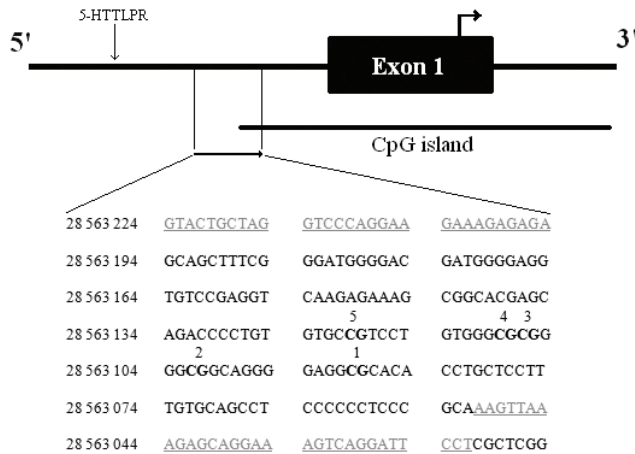 5-HTTLPR
5'
3'
Exon 1
CpG island
28 563 224 GTACTGCTAG GTCCCAGGAA GAAAGAGAGA
28 563 194 GCAGCTTTCG GGATGGGGAC GATGGGGAGG
28 563 164 TGTCCGAGGT CAAGAGAAAG CGGCACGAGC
5 4 3
28 563 134 AGACCCCTGT GTGCCGTCCT GTGGGCGCGG
2 1
28 563 104 GGCGGCAGGG GAGGCGCACA CCTGCTCCTT
28 563 074 TGTGCAGCCT CCCCCCTCCC GCAAAGTTAA
28 563 044 AGAGCAGGAA AGTCAGGATT CCTCGCTCGG